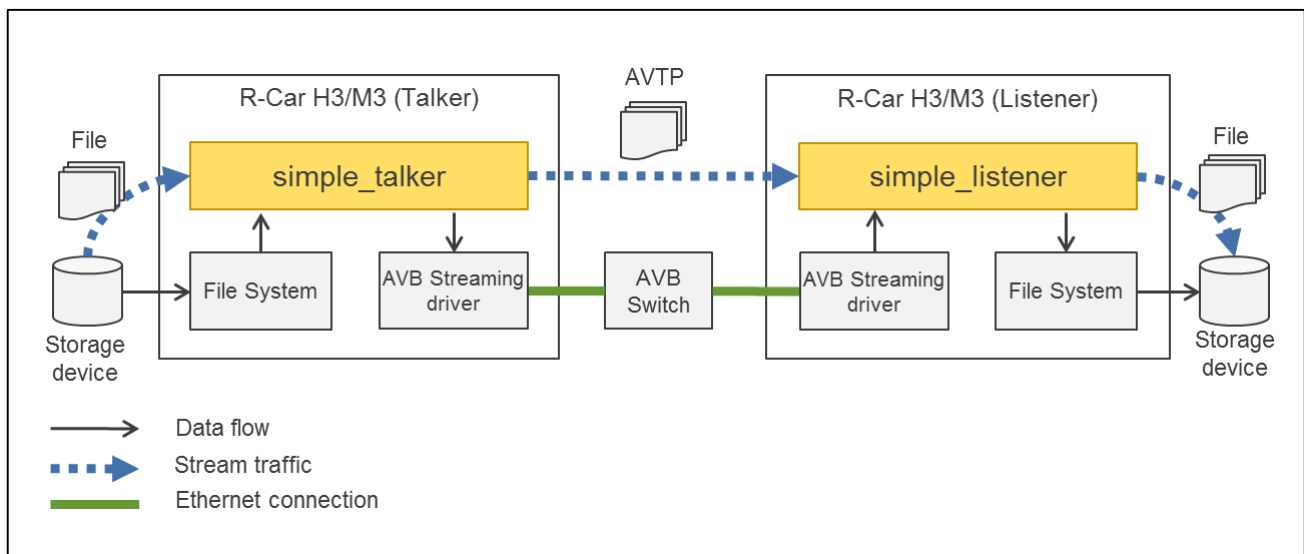 R-Car H3/M3 (Talker)
AVTP
R-Car H3/M3 (Listener)
File
simple_talker
simple_listener
File
File System
AVB Streaming
driver
AVB
Switch
AVB Streaming
driver
File System
Storage
device
Storage
device
Data flow
Stream traffic
Ethernet connection